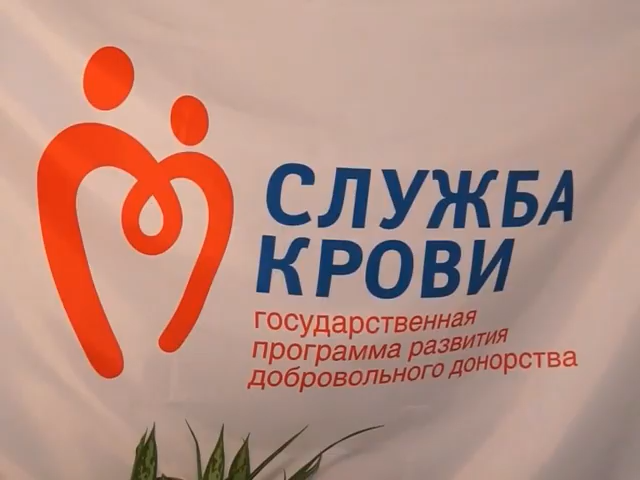 СЛУЖБА
КРОВИ
государственная
программа развития
добровольного донорства